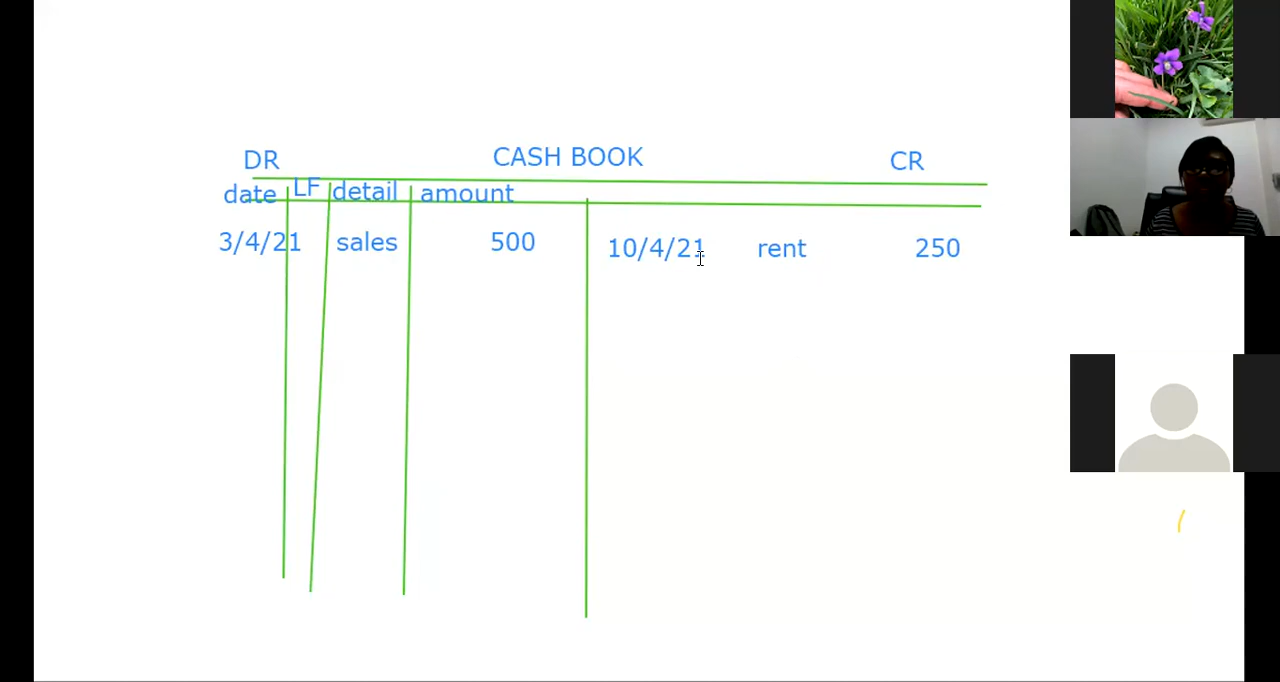 DR CASH BOOK CR
date LF detail amount
3/4/21 sales 500 10/4/21 rent 250